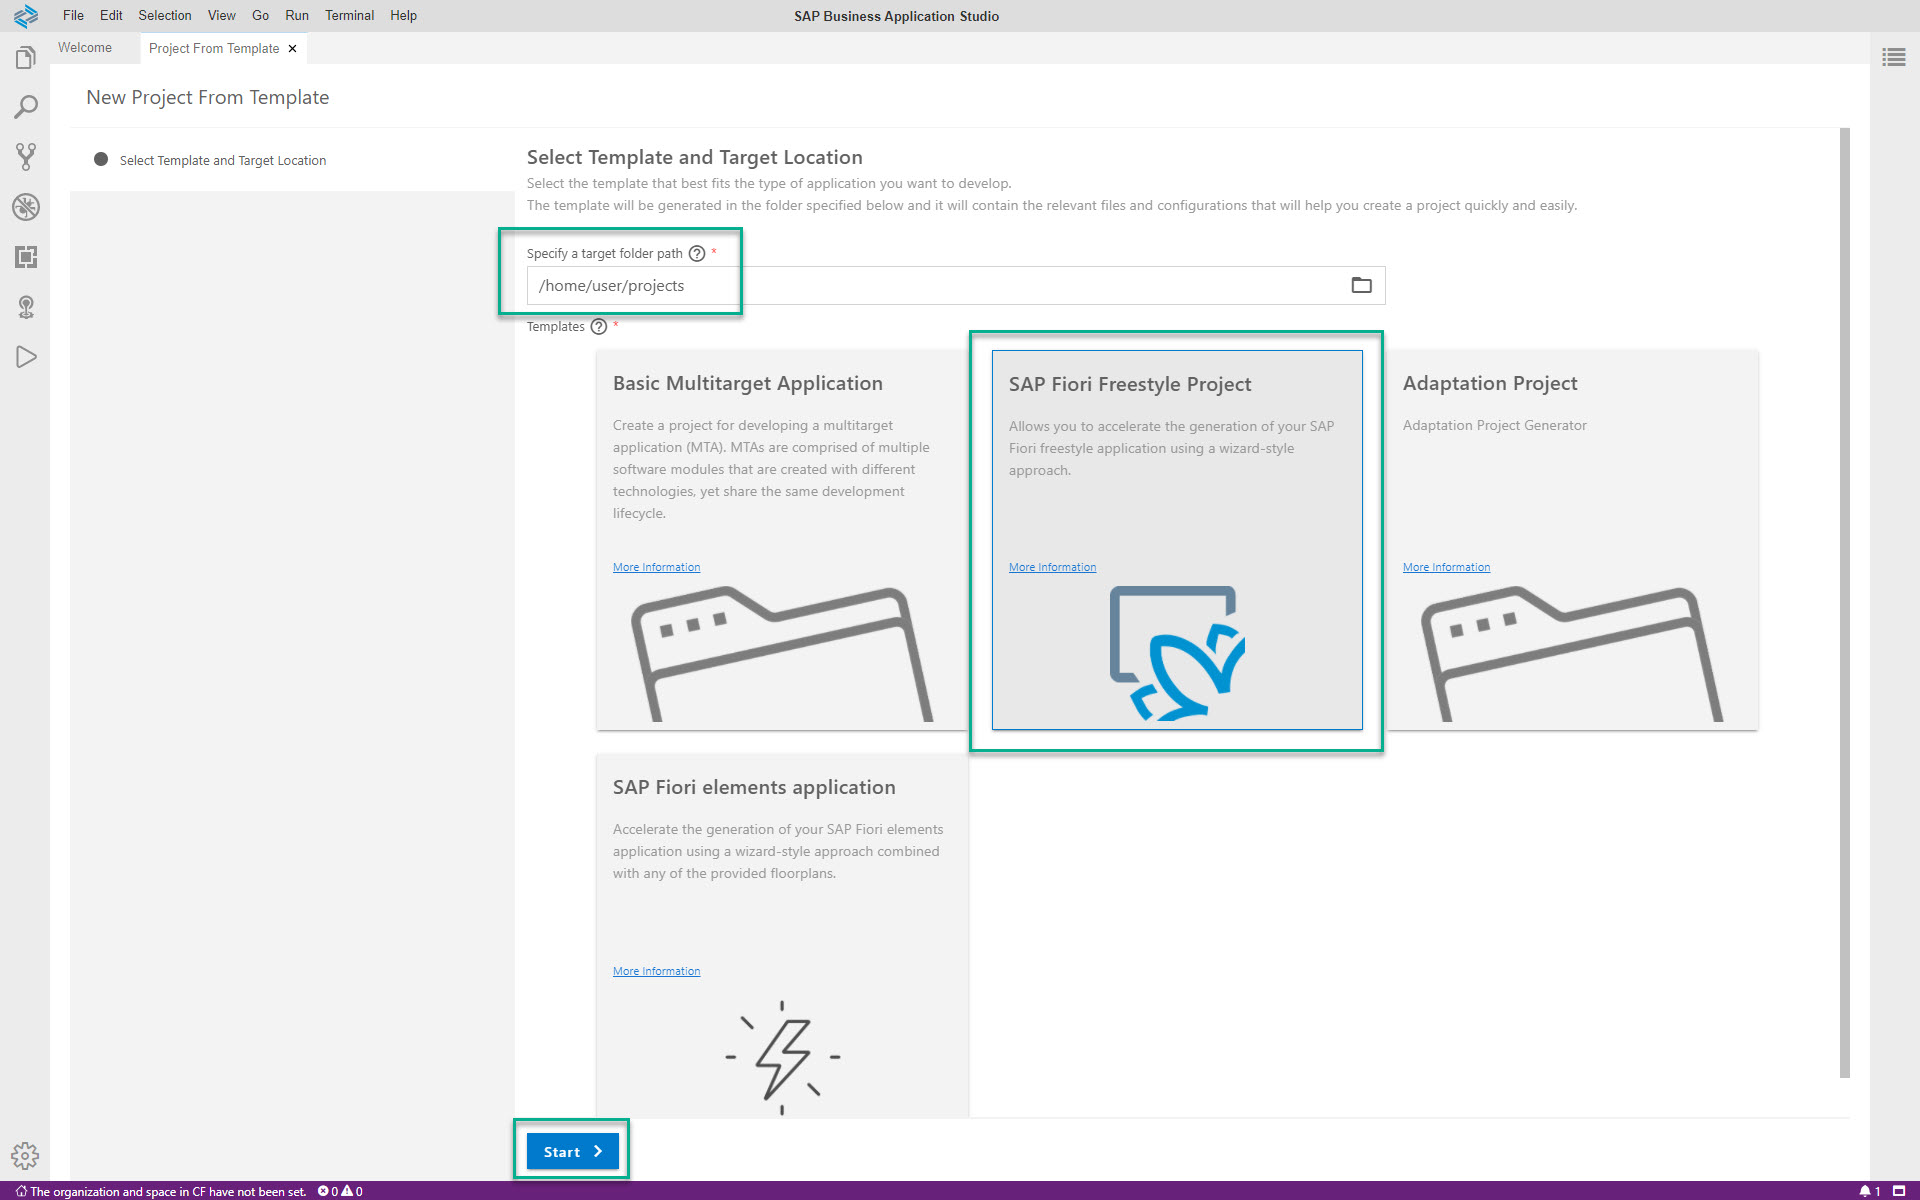 File Edit Selection View Go Run Terminal Help
SAP Business Application Studio
Welcome
Project From Template
New Project From Template
Select Template and Target Location
Select Template and Target Location
Select the template that best fits the type of application you want to develop.
The template will be generated in the folder specified below and it will contain the relevant files and configurations that will help you create a project quickly and easily.
Specify a target folder path ? *
/home/user/projects
Templates ? *
Basic Multitarget Application
Create a project for developing a multitarget
application (MTA). MTAs are comprised of multiple
software modules that are created with different
technologies, yet share the same development
lifecycle.
More Information
SAP Fiori Freestyle Project
Allows you to accelerate the generation of your SAP
Fiori freestyle application using a wizard-style
approach.
More Information
Adaptation Project
Adaptation Project Generator
More Information
SAP Fiori elements application
Accelerate the generation of your SAP Fiori elements
application using a wizard-style approach combined
with any of the provided floorplans.
More Information
Start
The organization and space in CF have not been set. 0 0
1